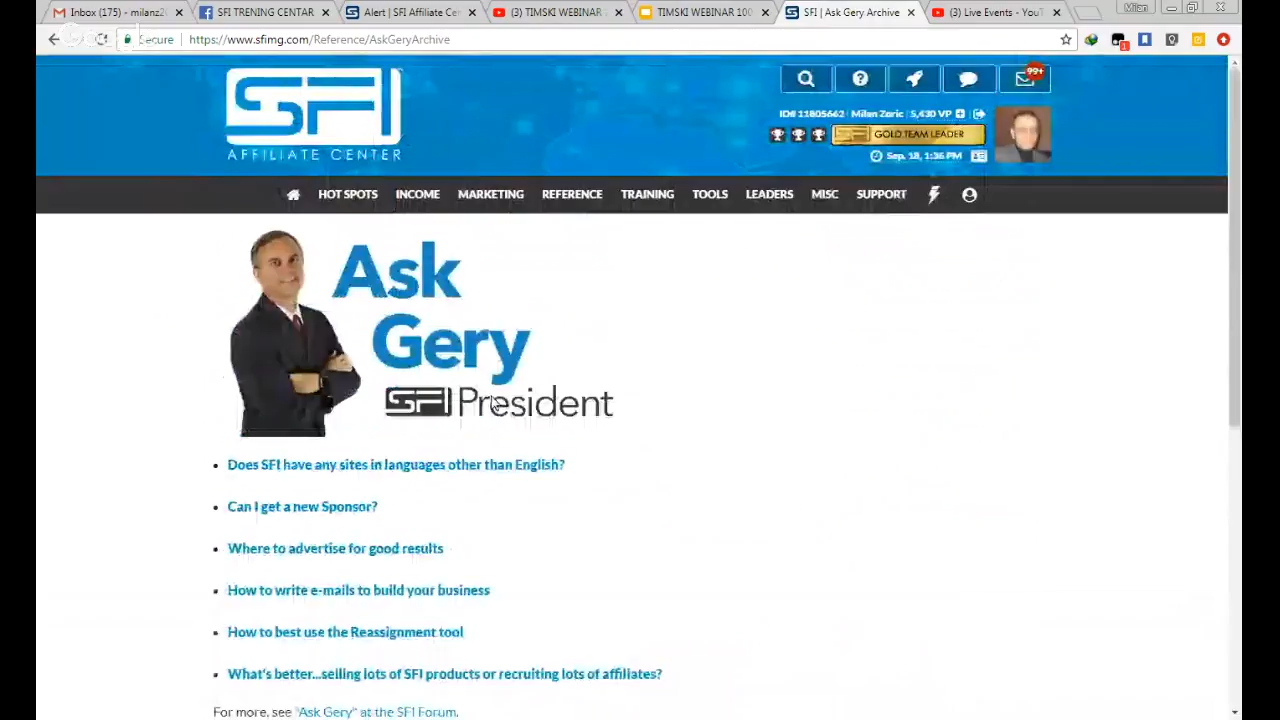 Inbox (175) - milanz2
SFI TRENING CENTAR
Alert | SFI Affiliate Ce
(3) TIMSKI WEBINAR
TIMSKI WEBINAR 100
SFI | Ask Gery Archive
(3) Live Events - YouT
Milan
Secure
https://www.sfimg.com/Reference/AskGeryArchive
1
SFI
AFFILIATE CENTER
99+
ID# 11805662 | Milan Zoric | 5,430 VP
SFI GOLD TEAM LEADER
Sep. 18, 1:36 PM
HOT SPOTS INCOME MARKETING REFERENCE TRAINING TOOLS LEADERS MISC SUPPORT
Ask
Gery
SFI President
• Does SFI have any sites in languages other than English?
• Can I get a new Sponsor?
• Where to advertise for good results
• How to write e-mails to build your business
• How to best use the Reassignment tool
• What's better...selling lots of SFI products or recruiting lots of affiliates?
For more, see "Ask Gery" at the SFI Forum.